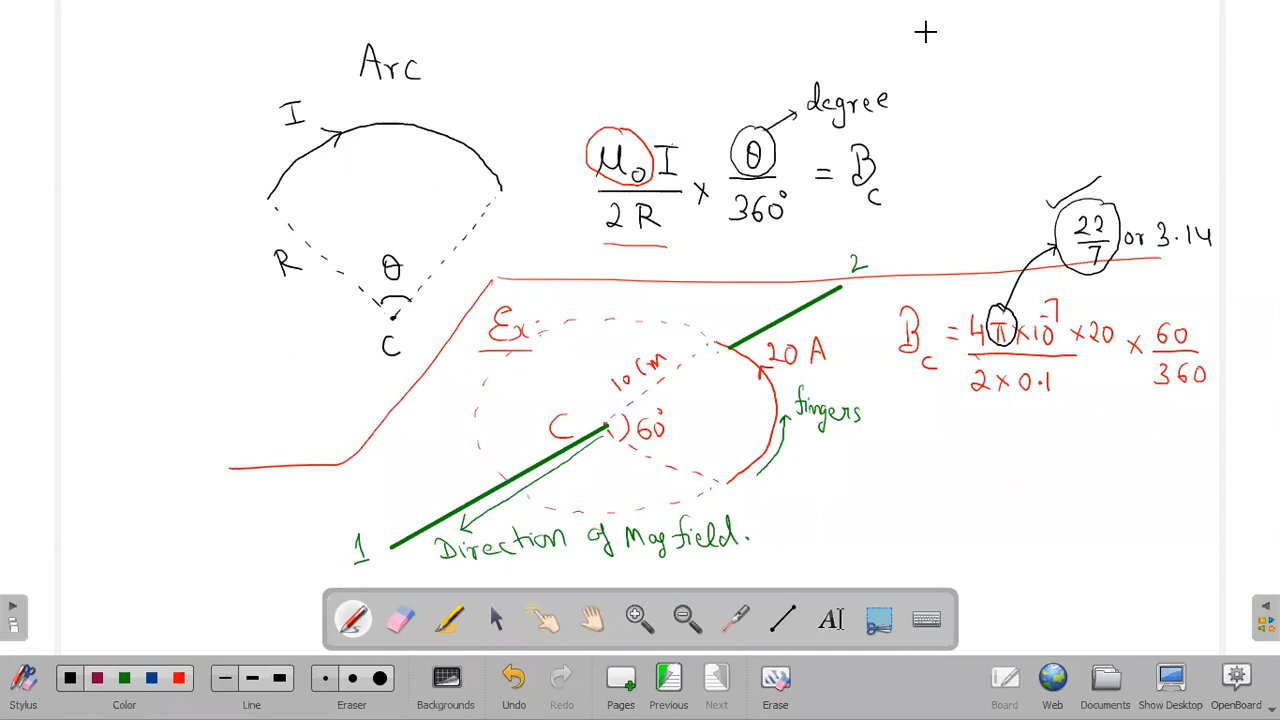 Arc
I
R
θ
C
μ₀I / 2R × θ / 360° = B_C
degree
22/7 or 3.14
2
Ex
10 cm
20 A
C
60°
fingers
B_C = 4π×10⁻⁷×20 / 2×0.1 × 60/360
1
Direction of Mag field.
AI
Stylus
Color
Line
Eraser
Backgrounds
Undo
Redo
Pages
Previous
Next
Erase
Board
Web
Documents
Show Desktop
OpenBoard